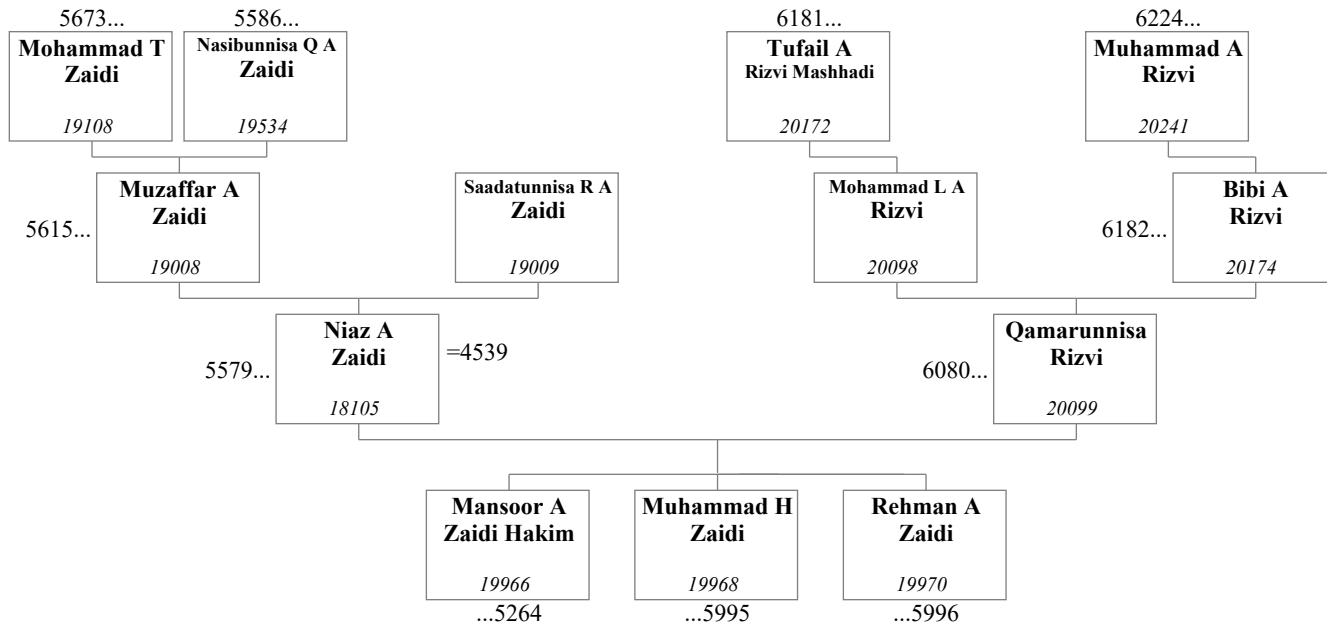 5673...
5586...
6181...
6224...
Mohammad T
Zaidi
19108
Nasibunnisa Q A
Zaidi
19534
Tufail A
Rizvi Mashhadi
20172
Muhammad A
Rizvi
20241
5615...
Muzaffar A
Zaidi
19008
Saadatunnisa R A
Zaidi
19009
Mohammad L A
Rizvi
20098
6182...
Bibi A
Rizvi
20174
5579...
Niaz A
Zaidi
18105
=4539
6080...
Qamarunnisa
Rizvi
20099
Mansoor A
Zaidi Hakim
19966
...5264
Muhammad H
Zaidi
19968
...5995
Rehman A
Zaidi
19970
...5996